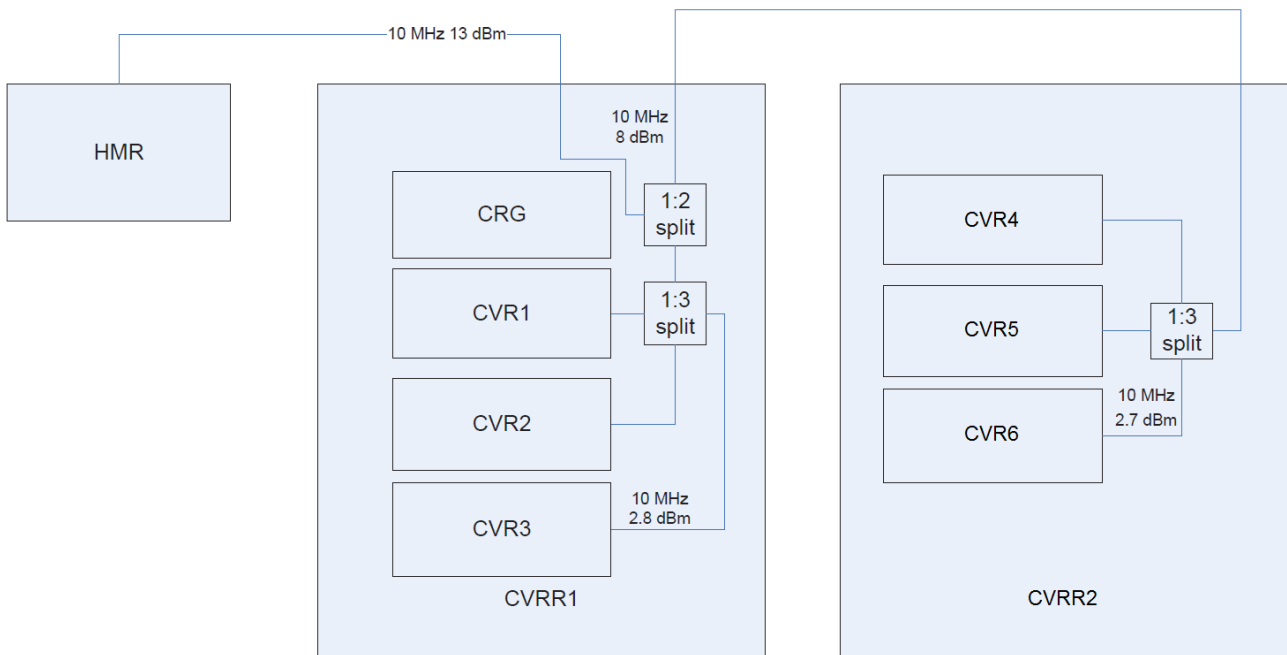 10 MHz 13 dBm
HMR
10 MHz
8 dBm
CRG
1:2
split
CVR1
1:3
split
CVR2
CVR3
10 MHz
2.8 dBm
CVRR1
CVR4
CVR5
1:3
split
CVR6
10 MHz
2.7 dBm
CVRR2